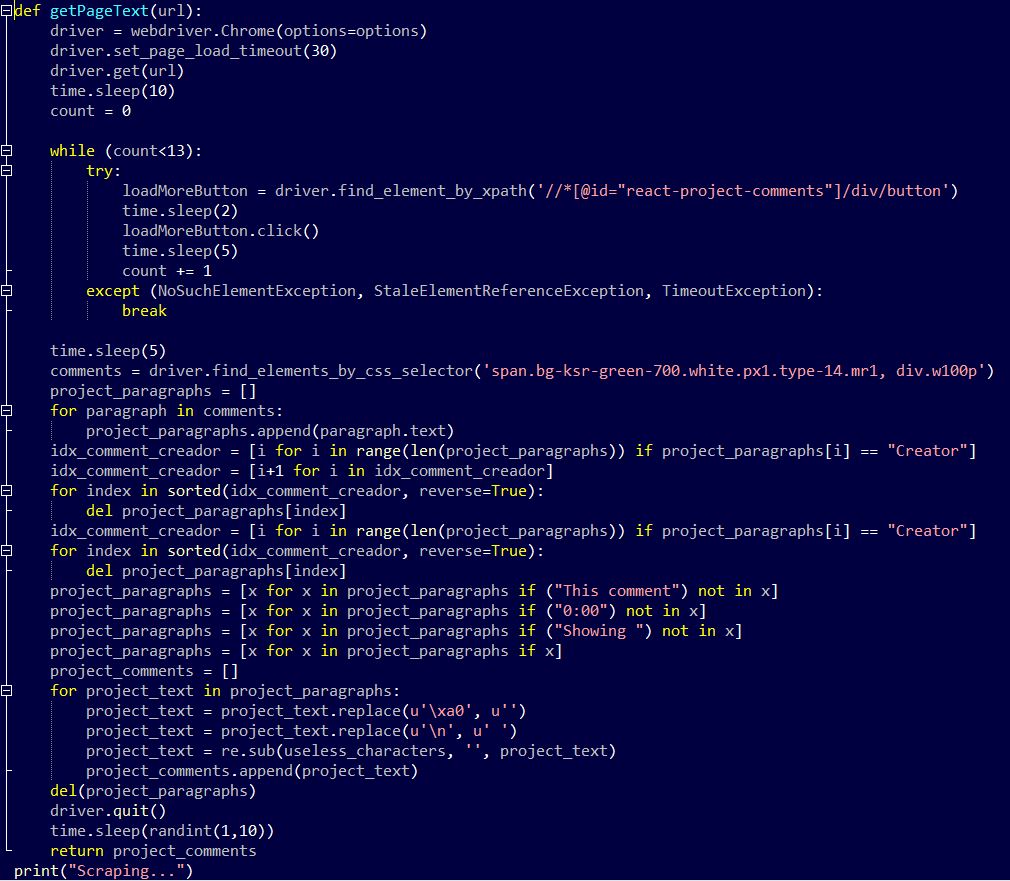 def getPageText(url):
    driver = webdriver.Chrome(options=options)
    driver.set_page_load_timeout(30)
    driver.get(url)
    time.sleep(10)
    count = 0

    while (count<13):
        try:
            loadMoreButton = driver.find_element_by_xpath('//*[@id="react-project-comments"]/div/button')
            time.sleep(2)
            loadMoreButton.click()
            time.sleep(5)
            count += 1
        except (NoSuchElementException, StaleElementReferenceException, TimeoutException):
            break

    time.sleep(5)
    comments = driver.find_elements_by_css_selector('span.bg-ksr-green-700.white.px1.type-14.mr1, div.w100p')
    project_paragraphs = []
    for paragraph in comments:
        project_paragraphs.append(paragraph.text)
    idx_comment_creador = [i for i in range(len(project_paragraphs)) if project_paragraphs[i] == "Creator"]
    idx_comment_creador = [i+1 for i in idx_comment_creador]
    for index in sorted(idx_comment_creador, reverse=True):
        del project_paragraphs[index]
    idx_comment_creador = [i for i in range(len(project_paragraphs)) if project_paragraphs[i] == "Creator"]
    for index in sorted(idx_comment_creador, reverse=True):
        del project_paragraphs[index]
    project_paragraphs = [x for x in project_paragraphs if ("This comment") not in x]
    project_paragraphs = [x for x in project_paragraphs if ("0:00") not in x]
    project_paragraphs = [x for x in project_paragraphs if ("Showing ") not in x]
    project_paragraphs = [x for x in project_paragraphs if x]
    project_comments = []
    for project_text in project_paragraphs:
        project_text = project_text.replace(u'\xa0', u'')
        project_text = project_text.replace(u'\n', u' ')
        project_text = re.sub(useless_characters, '', project_text)
        project_comments.append(project_text)
    del(project_paragraphs)
    driver.quit()
    time.sleep(randint(1,10))
    return project_comments
print("Scraping...")